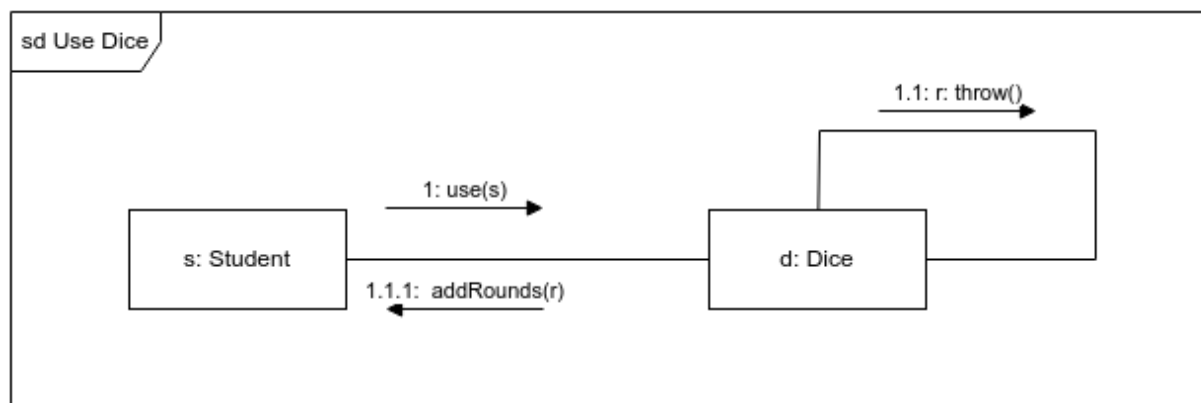 sd Use Dice
1.1: r: throw()
1: use(s)
s: Student
d: Dice
1.1.1: addRounds(r)